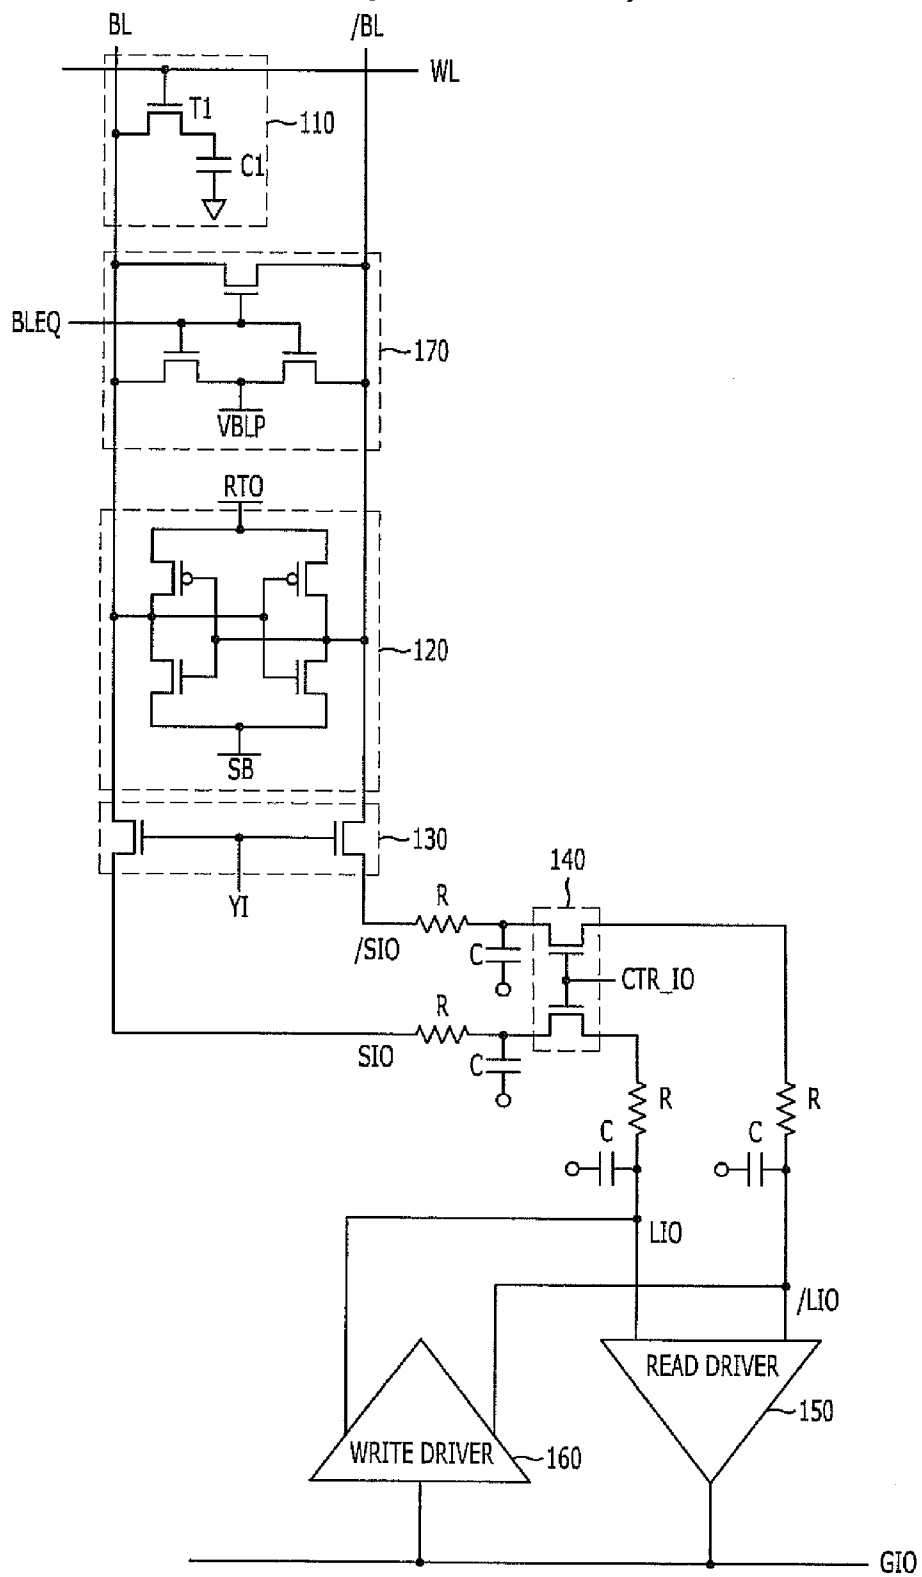 BL
/BL
WL
T1
110
C1
BLEQ
170
VBLP
RTO
120
SB
130
YI
140
R
/SIO
C
CTR_IO
R
SIO
C
R
R
C
C
LIO
/LIO
READ DRIVER
150
WRITE DRIVER
160
GIO